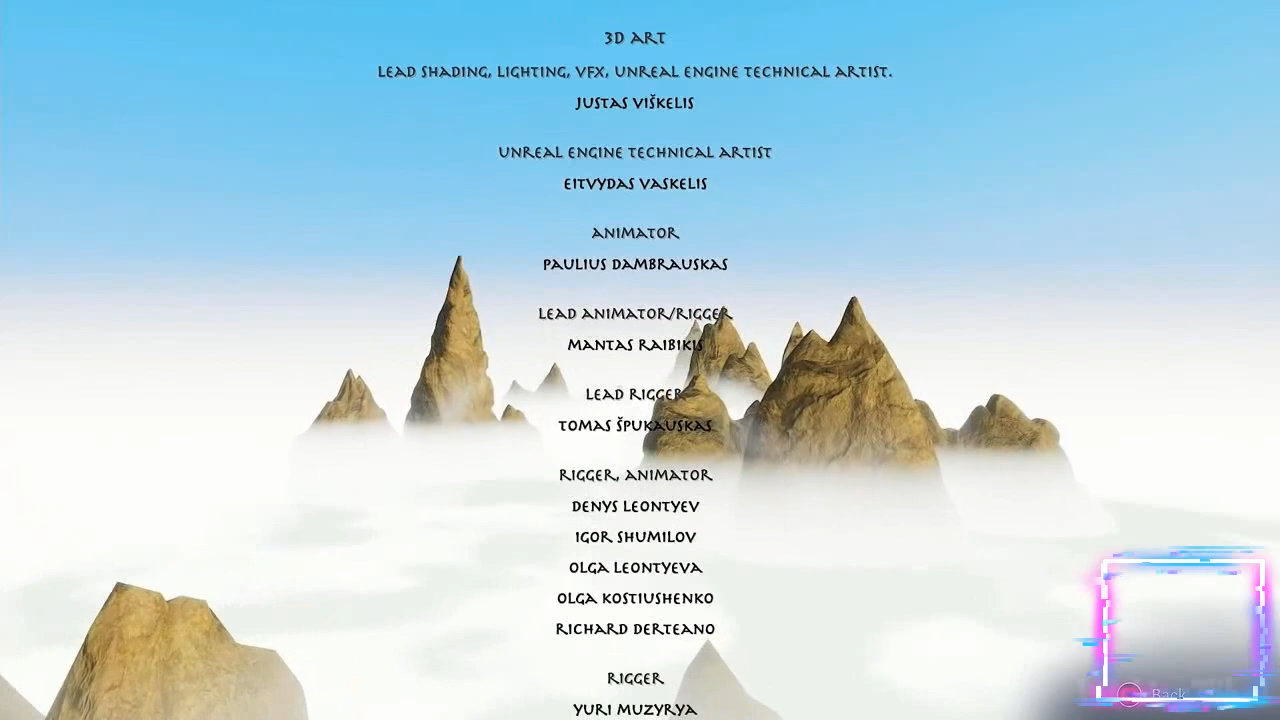 3D ART
LEAD SHADING, LIGHTING, VFX, UNREAL ENGINE TECHNICAL ARTIST.
JUSTAS VIŠKELIS
UNREAL ENGINE TECHNICAL ARTIST
EITVYDAS VASKELIS
ANIMATOR
PAULIUS DAMBRAUSKAS
LEAD ANIMATOR/RIGGER
MANTAS RAIBIKIS
LEAD RIGGER
TOMAS ŠPUKAUSKAS
RIGGER, ANIMATOR
DENYS LEONTYEV
IGOR SHUMILOV
OLGA LEONTYEVA
OLGA KOSTIUSHENKO
RICHARD DERTEANO
RIGGER
YURI MUZYRYA
Back